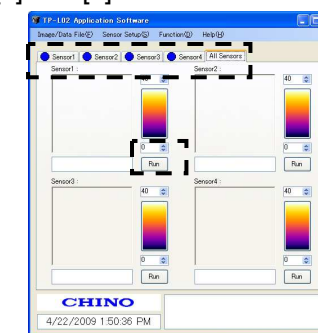 TP-L02 Application Software
Image/Data File(F) Sensor Setup(S) Function(D) Help(H)
Sensor1 Sensor2 Sensor3 Sensor4 All Sensors
Sensor1 : Sensor2 :
40 40
0 0
Run Run
Sensor3 : Sensor4 :
40 40
0 0
Run Run
CHINO
4/22/2009 1:50:36 PM